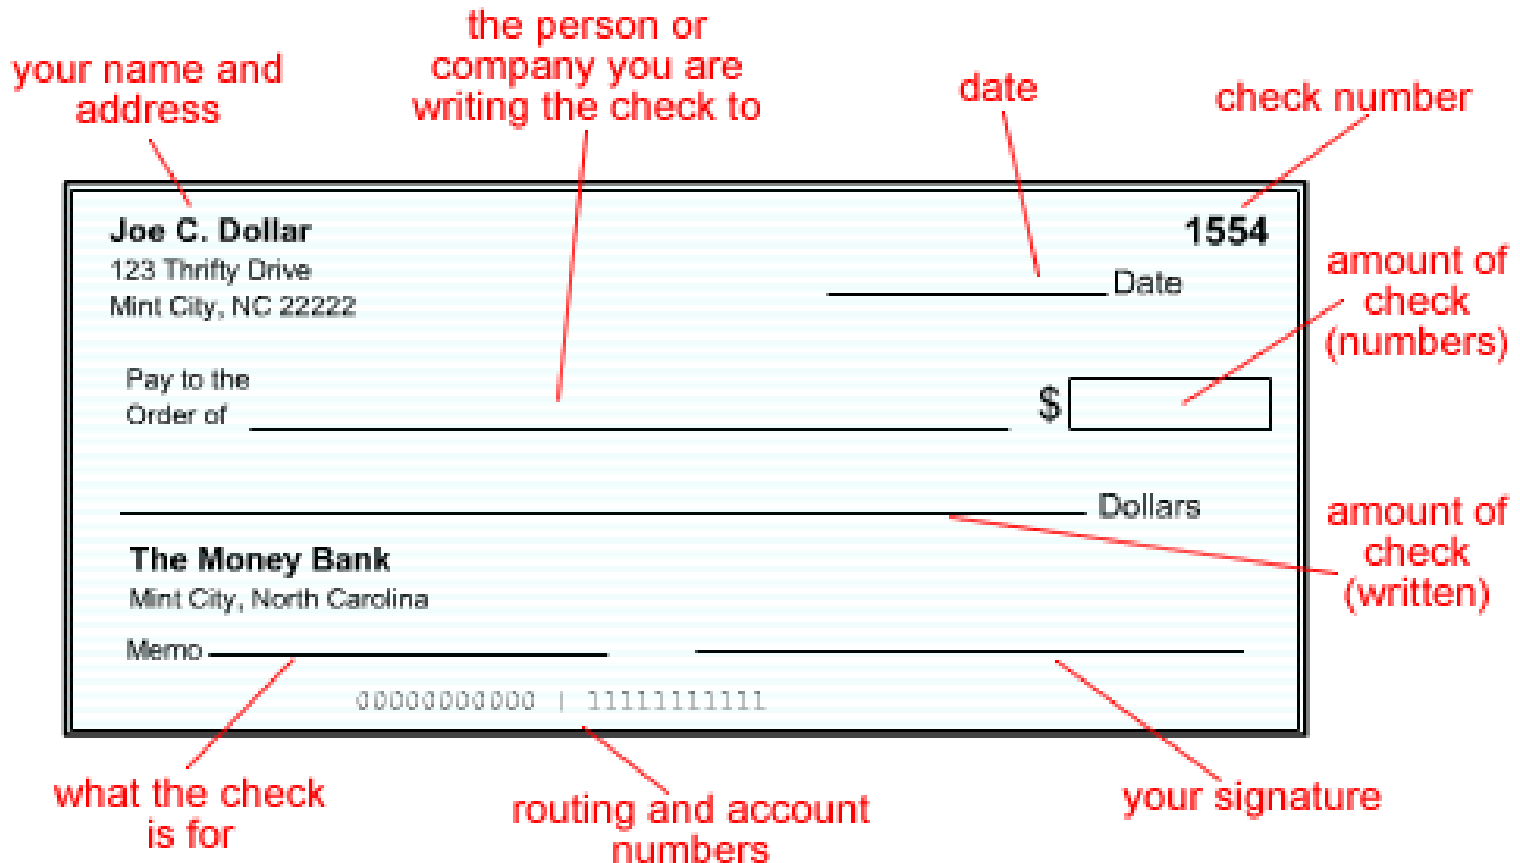 the person or
company you are
writing the check to
your name and
address
date
check number
Joe C. Dollar
123 Thrifty Drive
Mint City, NC 22222
1554
Date
amount of
check
(numbers)
Pay to the
Order of
$
Dollars
amount of
check
(written)
The Money Bank
Mint City, North Carolina
Memo
00000000000 | 11111111111
what the check
is for
routing and account
numbers
your signature